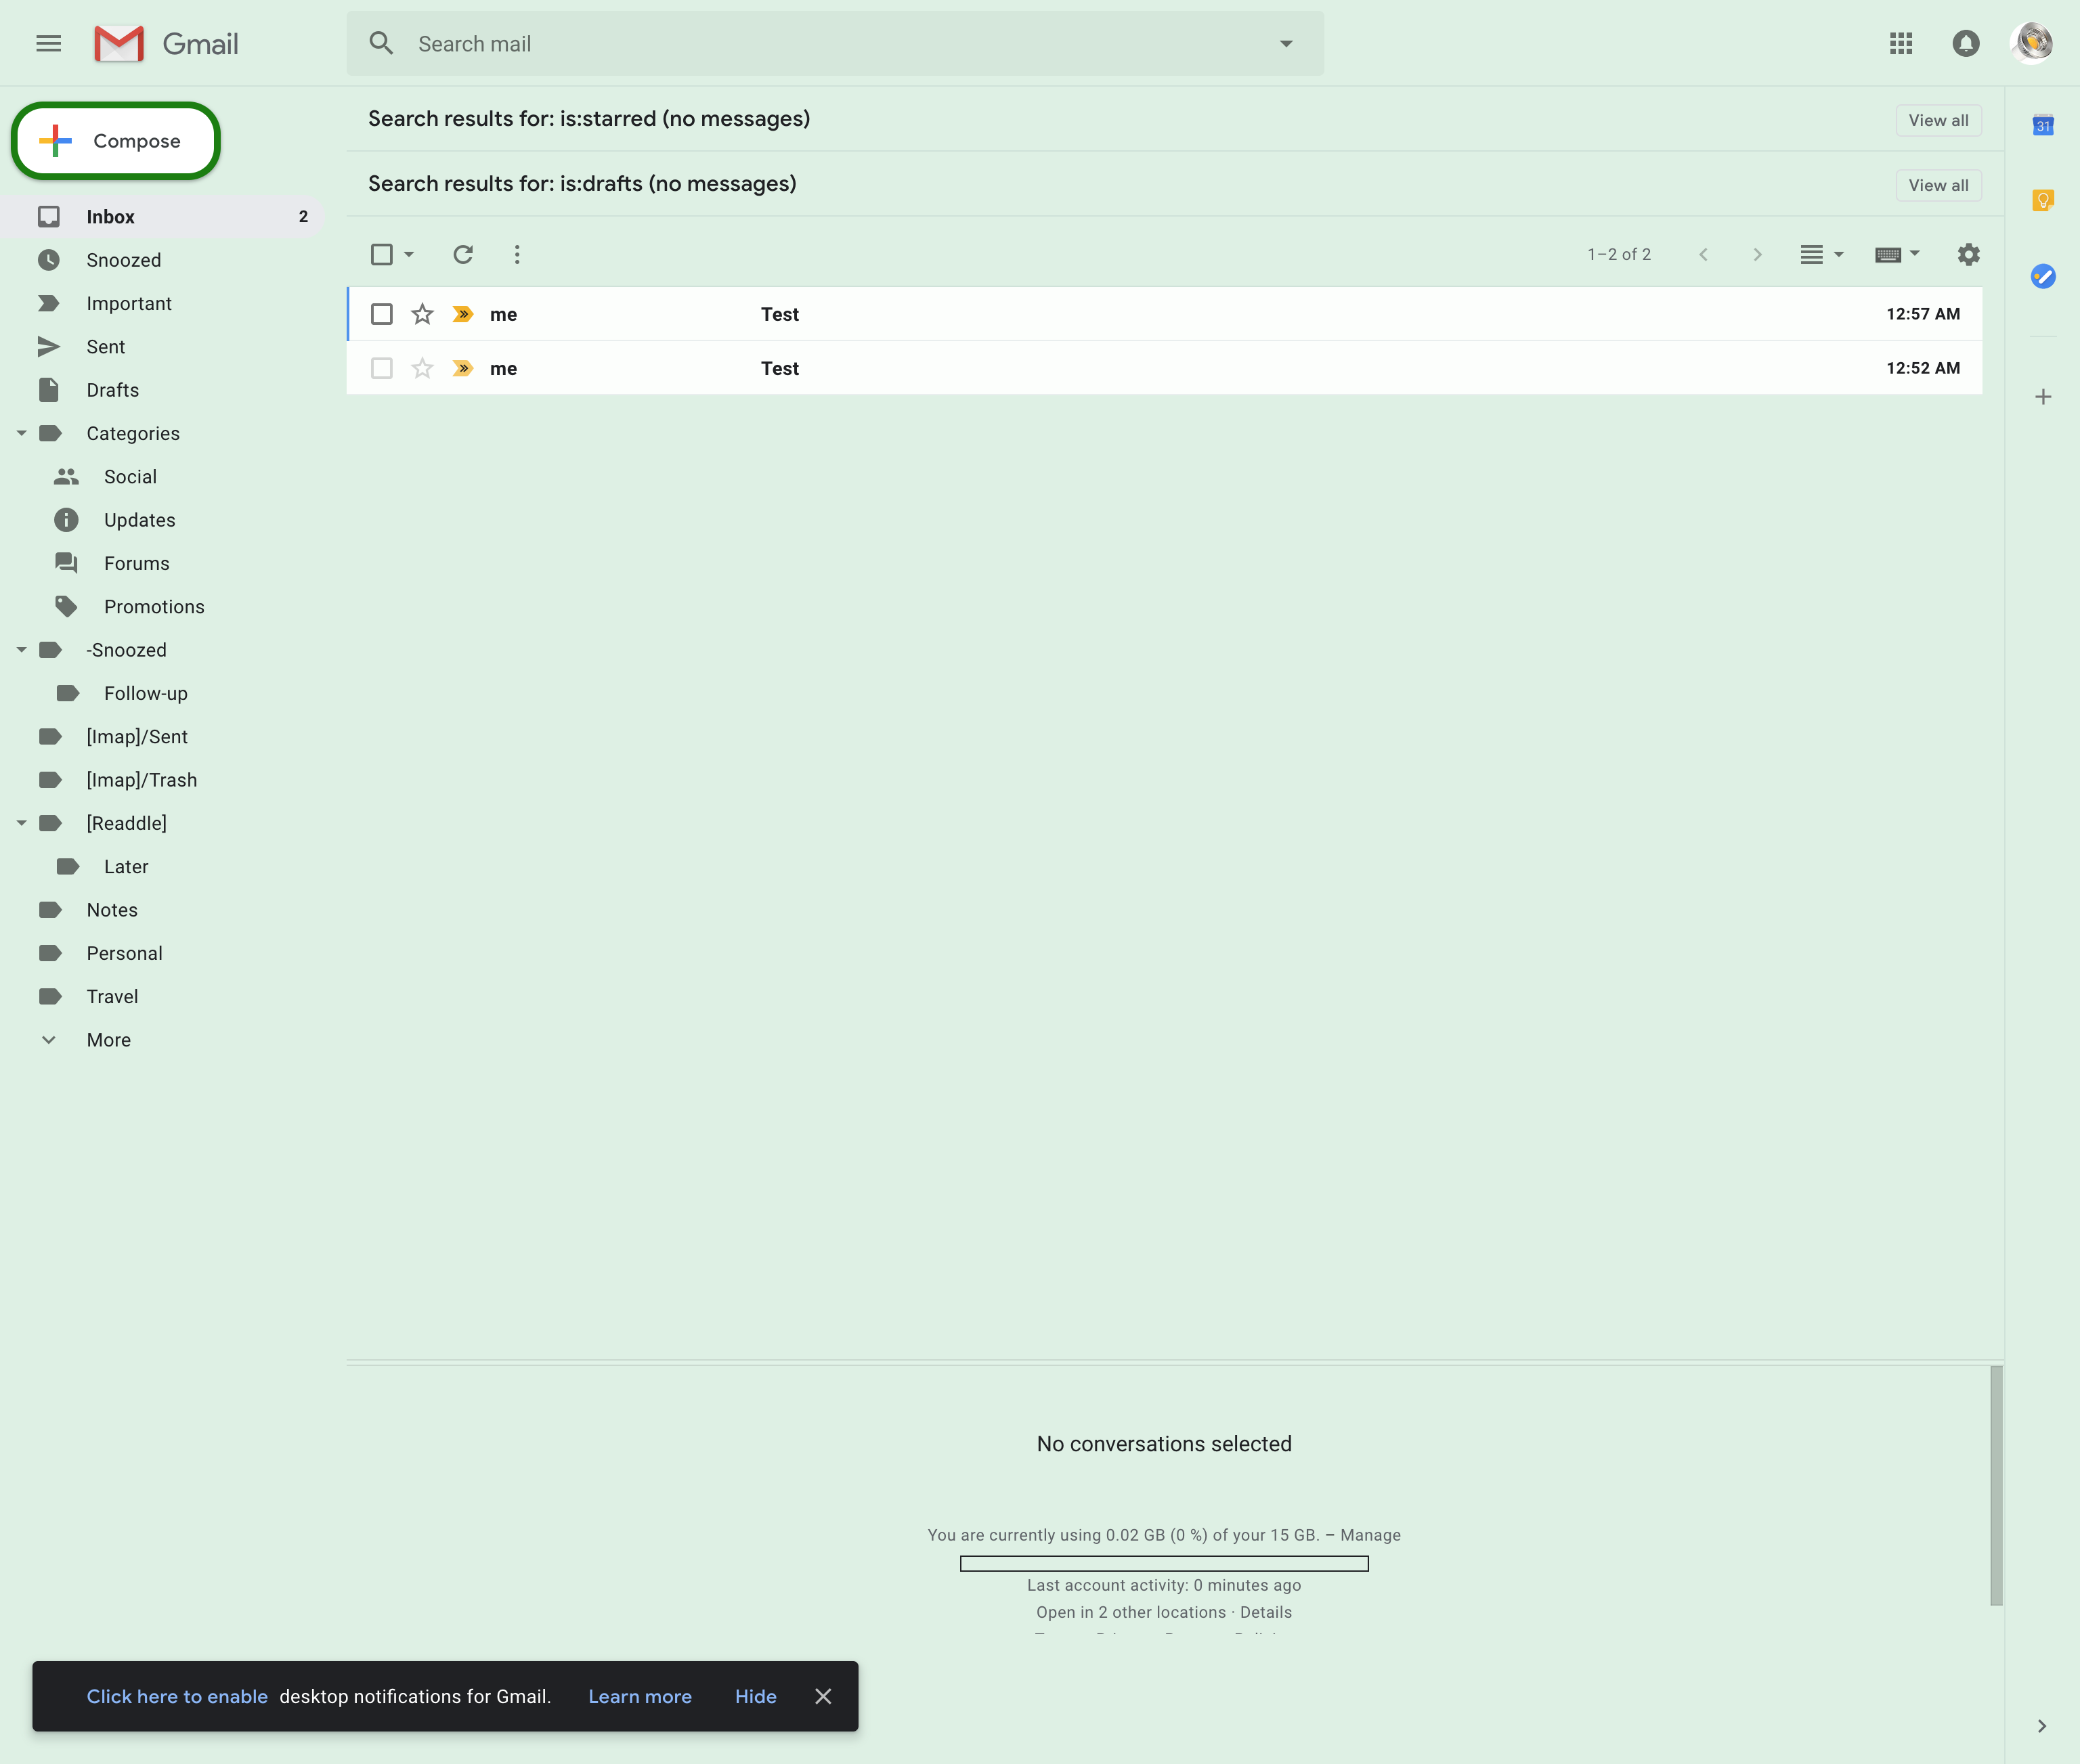 Gmail
Search mail
Compose
Search results for: is:starred (no messages)
View all
Search results for: is:drafts (no messages)
View all
31
Inbox 2
Snoozed
Important
Sent
Drafts
Categories
Social
Updates
Forums
Promotions
-Snoozed
Follow-up
[Imap]/Sent
[Imap]/Trash
[Readdle]
Later
Notes
Personal
Travel
More
1–2 of 2
me Test 12:57 AM
me Test 12:52 AM
No conversations selected
You are currently using 0.02 GB (0 %) of your 15 GB. – Manage
Last account activity: 0 minutes ago
Open in 2 other locations · Details
Click here to enable desktop notifications for Gmail. Learn more Hide